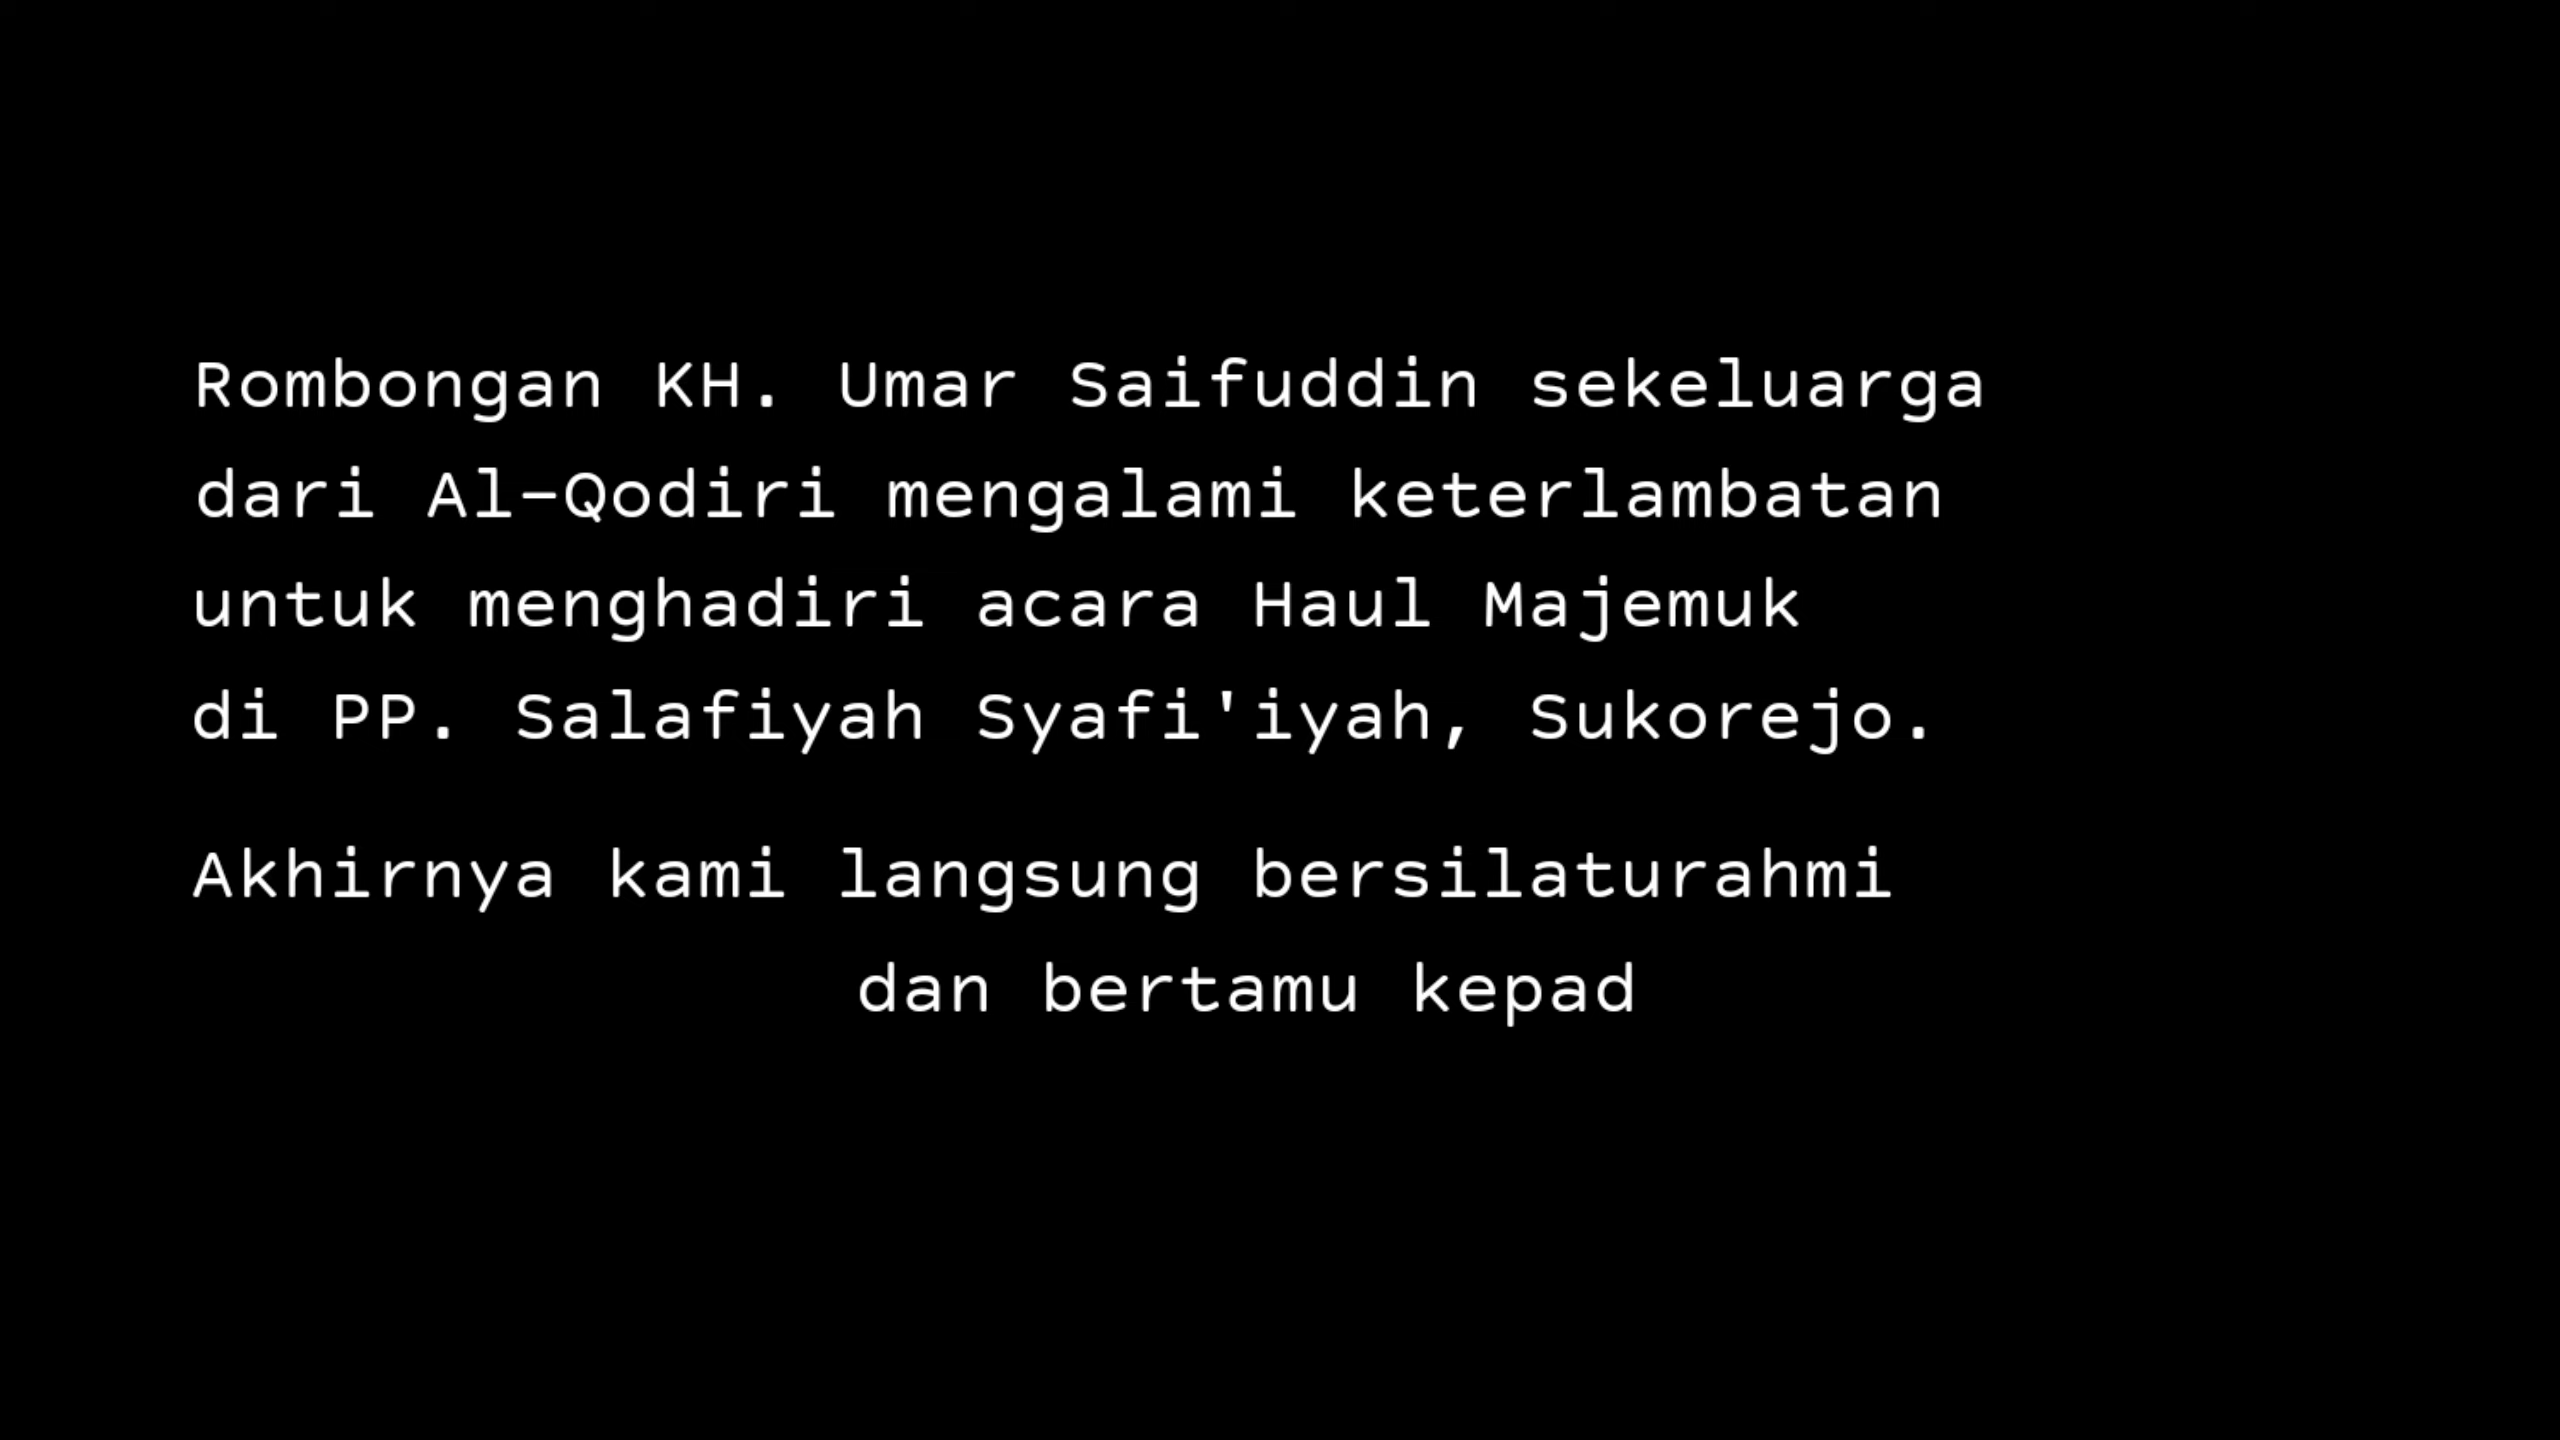 Rombongan KH. Umar Saifuddin sekeluarga
dari Al-Qodiri mengalami keterlambatan
untuk menghadiri acara Haul Majemuk
di PP. Salafiyah Syafi'iyah, Sukorejo.
Akhirnya kami langsung bersilaturahmi
dan bertamu kepad